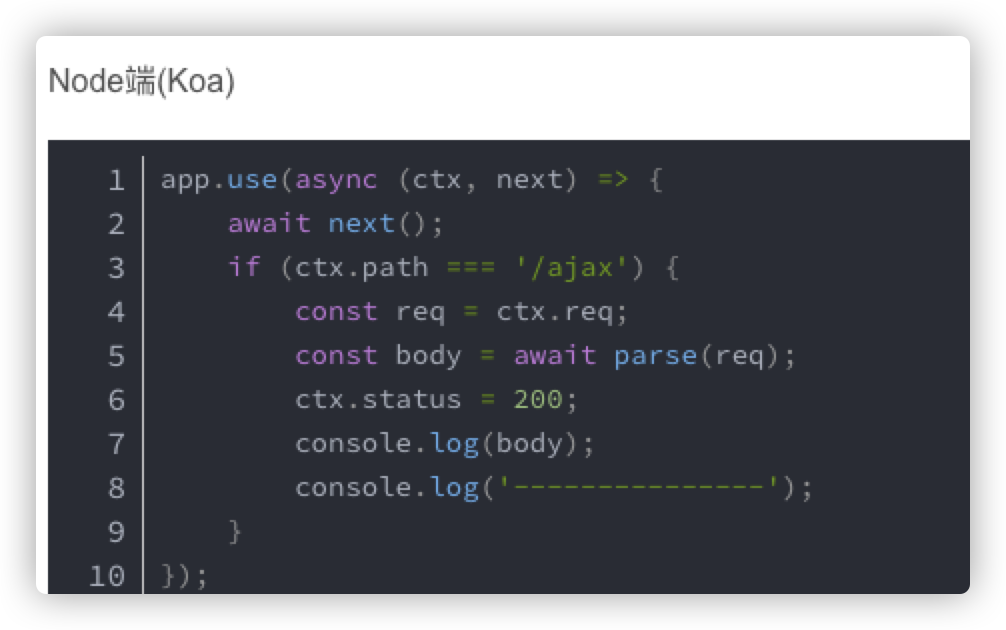 Node端(Koa)
1 app.use(async (ctx, next) => {
2     await next();
3     if (ctx.path === '/ajax') {
4         const req = ctx.req;
5         const body = await parse(req);
6         ctx.status = 200;
7         console.log(body);
8         console.log('---------------');
9     }
10 });